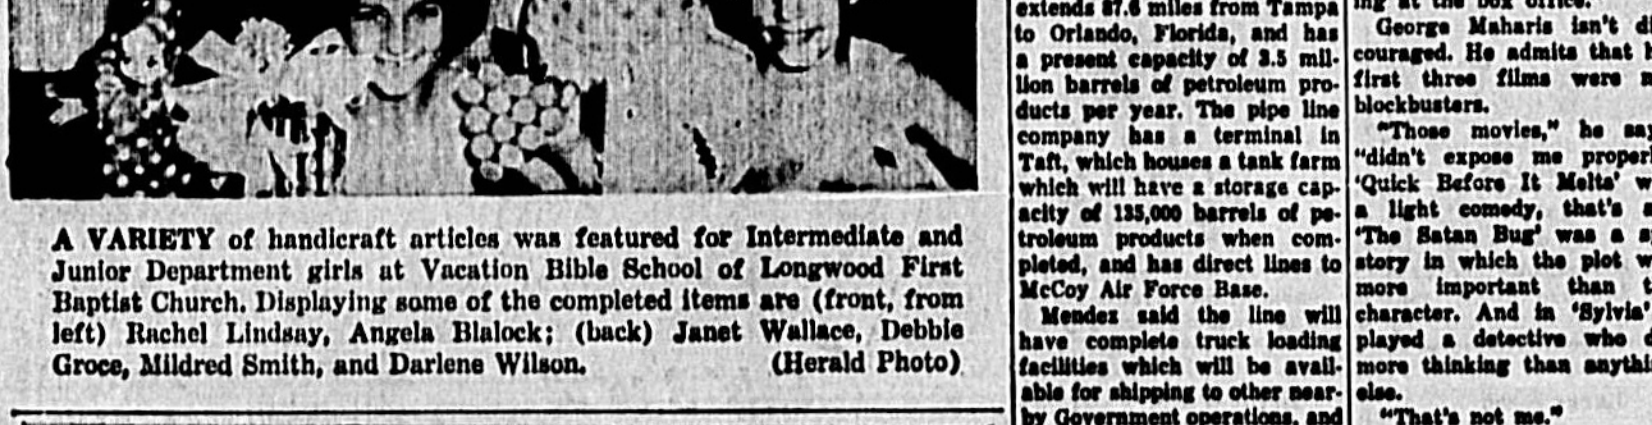 A VARIETY of handicraft articles was featured for Intermediate and
Junior Department girls at Vacation Bible School of Longwood First
Baptist Church. Displaying some of the completed items are (front, from
left) Rachel Lindsay, Angela Blalock; (back) Janet Wallace, Debbie
Groce, Mildred Smith, and Darlene Wilson. (Herald Photo)
extends 87.6 miles from Tampa
to Orlando, Florida, and has
a present capacity of 3.5 mil-
lion barrels of petroleum pro-
ducts per year. The pipe line
company has a terminal in
Taft, which houses a tank farm
which will have a storage cap-
acity of 135,000 barrels of pe-
troleum products when com-
pleted, and has direct lines to
McCoy Air Force Base.
Mendez said the line will
have complete truck loading
facilities which will be avail-
able for shipping to other near-
by Government operations, and
ing at the box office.
George Maharis isn't
couraged. He admits that
first three films were
blockbusters.
"Those movies," he
"didn't expose me
'Quick Before It Melts'
a light comedy, that's
'The Satan Bug' was a
story in which the plot
more important than
character. And in 'Sylvia'
played a detective who
more thinking than
else.
"That's not me."